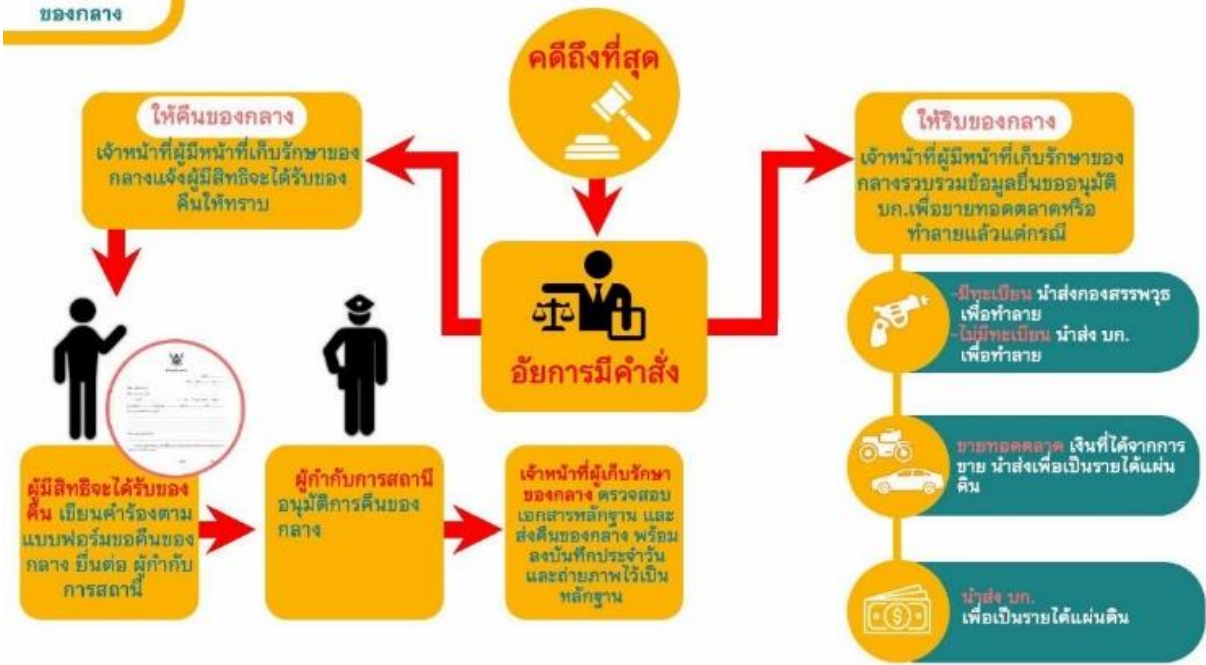 ของกลาง
คดีถึงที่สุด
ให้คืนของกลาง
เจ้าหน้าที่ผู้มีหน้าที่เก็บรักษาของ
กลางแจ้งผู้มีสิทธิจะได้รับของ
คืนให้ทราบ
ให้ริบของกลาง
เจ้าหน้าที่ผู้มีหน้าที่เก็บรักษาของ
กลางรวบรวมข้อมูลยื่นขออนุมัติ
บก.เพื่อขายทอดตลาดหรือ
ทำลายแล้วแต่กรณี
อัยการมีคำสั่ง
-มีทะเบียน นำส่งกองสรรพวุธ
เพื่อทำลาย
-ไม่มีทะเบียน นำส่ง บก.
เพื่อทำลาย
ขายทอดตลาด เงินที่ได้จากการ
ขาย นำส่งเพื่อเป็นรายได้แผ่น
ดิน
นำส่ง บก.
เพื่อเป็นรายได้แผ่นดิน
ผู้มีสิทธิจะได้รับของ
คืน เขียนคำร้องตาม
แบบฟอร์มขอคืนของ
กลาง ยื่นต่อ ผู้กำกับ
การสถานี
ผู้กำกับการสถานี
อนุมัติการคืนของ
กลาง
เจ้าหน้าที่ผู้เก็บรักษา
ของกลาง ตรวจสอบ
เอกสารหลักฐาน และ
ส่งคืนของกลาง พร้อม
ลงบันทึกประจำวัน
และถ่ายภาพไว้เป็น
หลักฐาน